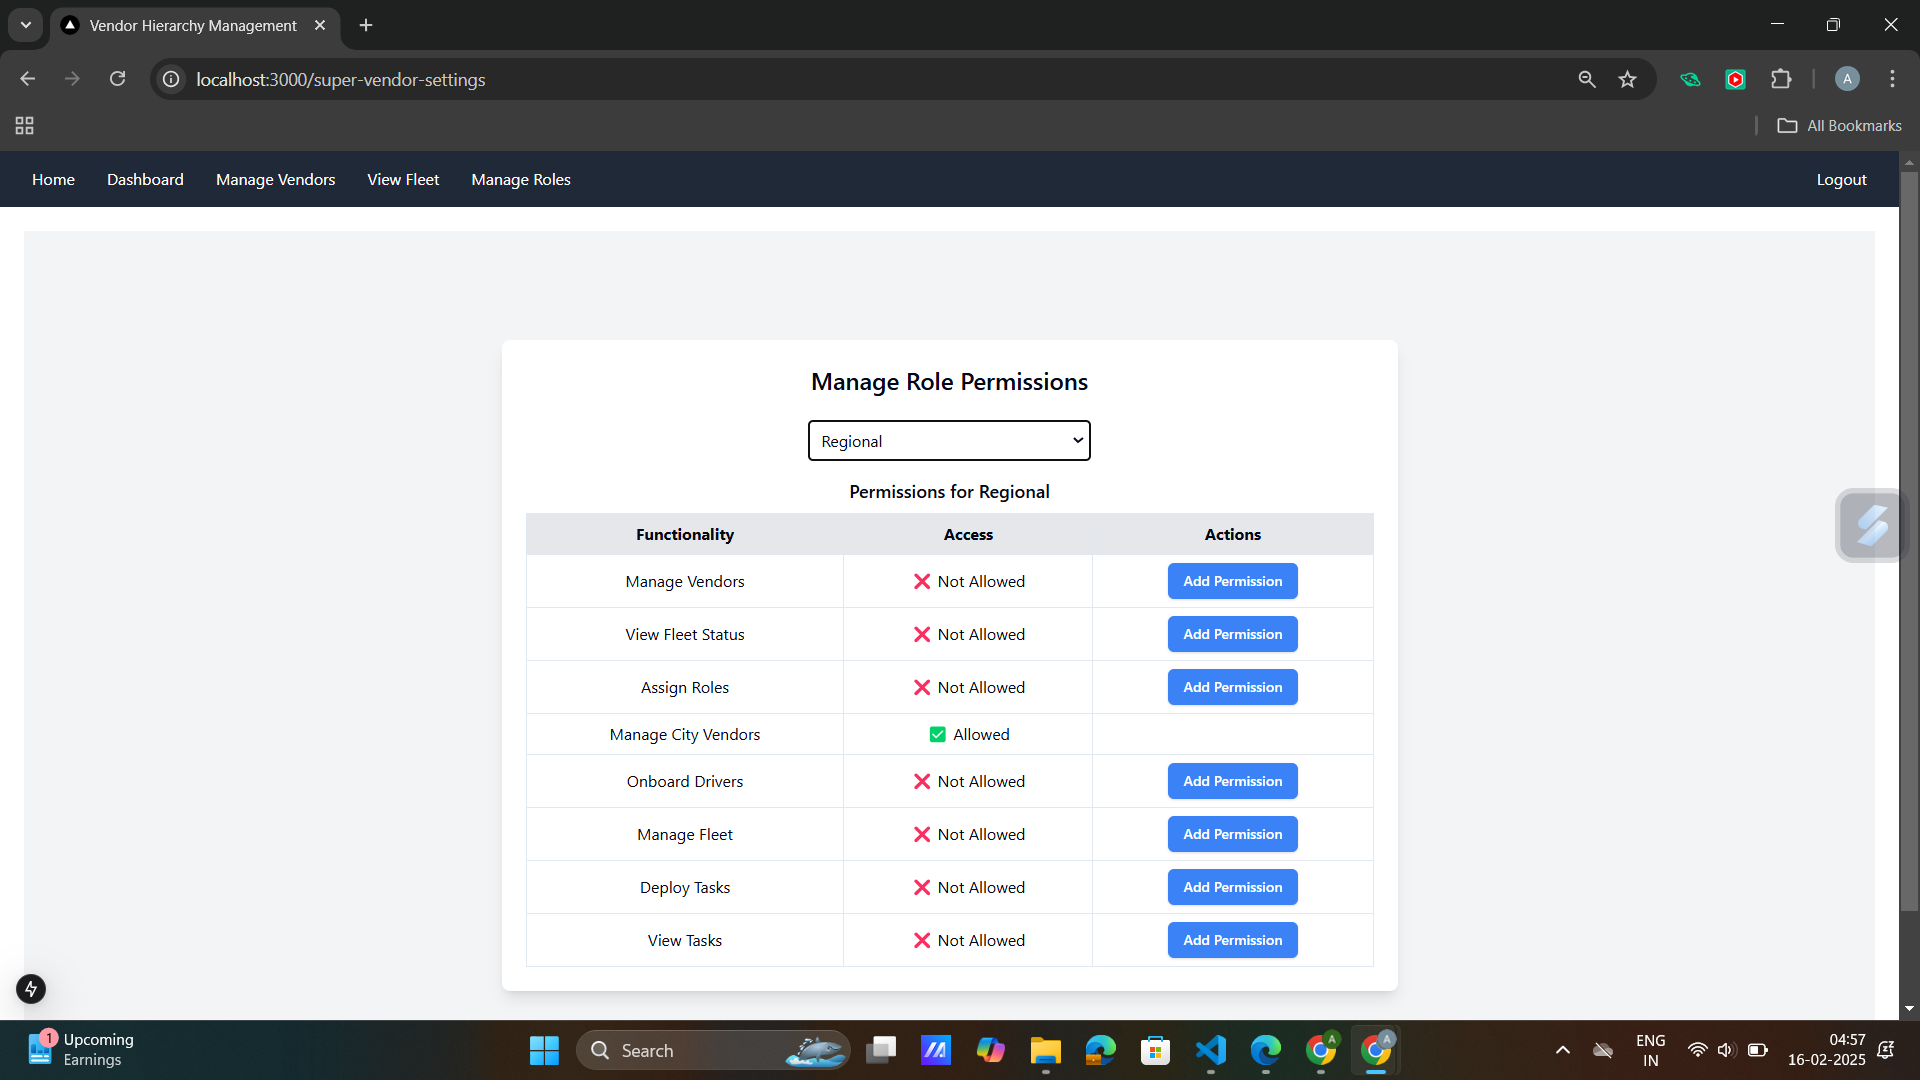 Vendor Hierarchy Management
localhost:3000/super-vendor-settings
A
All Bookmarks
Home Dashboard Manage Vendors View Fleet Manage Roles Logout
Manage Role Permissions
Regional
Permissions for Regional
Functionality Access Actions
Manage Vendors ❌ Not Allowed Add Permission
View Fleet Status ❌ Not Allowed Add Permission
Assign Roles ❌ Not Allowed Add Permission
Manage City Vendors ✅ Allowed
Onboard Drivers ❌ Not Allowed Add Permission
Manage Fleet ❌ Not Allowed Add Permission
Deploy Tasks ❌ Not Allowed Add Permission
View Tasks ❌ Not Allowed Add Permission
1
Upcoming
Earnings
Search
A
A
ENG
IN
04:57
16-02-2025